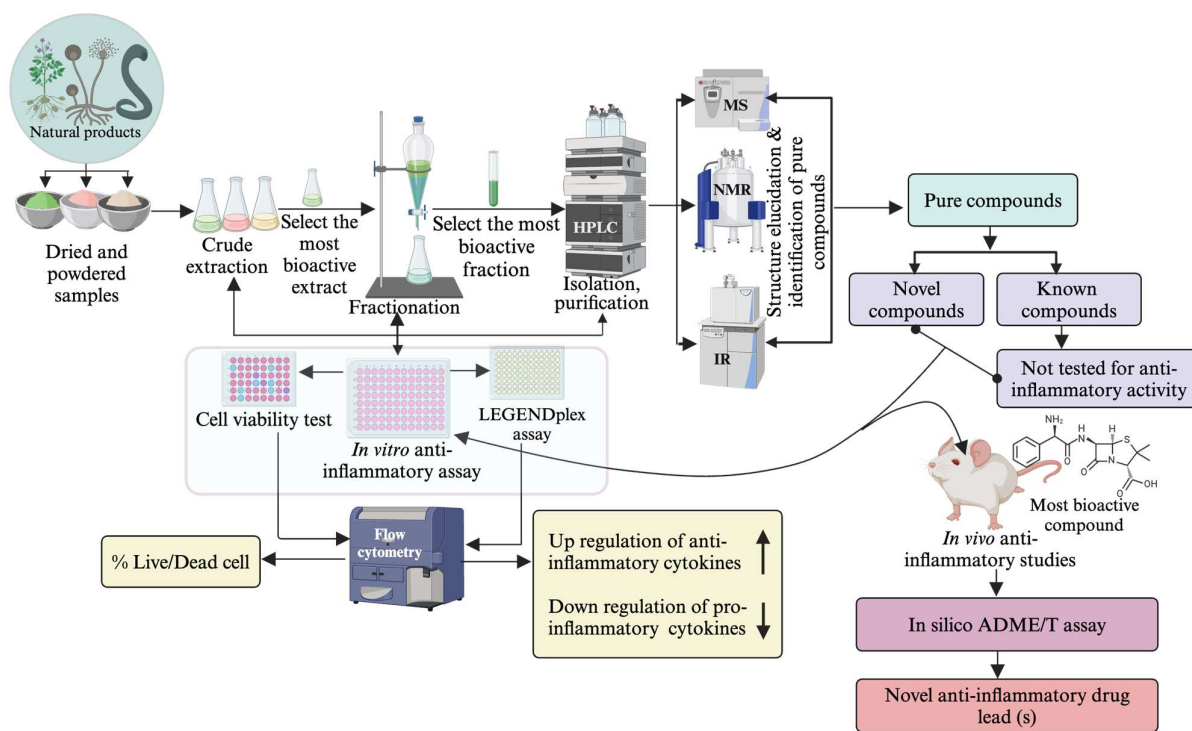 Natural products
Dried and
powdered
samples
Crude
extraction
Select the
most
bioactive
extract
Fractionation
Select the most
bioactive
fraction
HPLC
Isolation,
purification
MS
NMR
IR
Structure elucidation &
identification of pure
compounds
Pure compounds
Novel
compounds
Known
compounds
Not tested for anti-
inflammatory activity
Cell viability test
In vitro anti-
inflammatory assay
LEGENDplex
assay
Flow
cytometry
% Live/Dead cell
Up regulation of anti-
inflammatory cytokines
Down regulation of pro-
inflammatory cytokines
NH₂
H
N
H
S
O
N
O
O
OH
Most bioactive
compound
In vivo anti-
inflammatory studies
In silico ADME/T assay
Novel anti-inflammatory drug
lead (s)